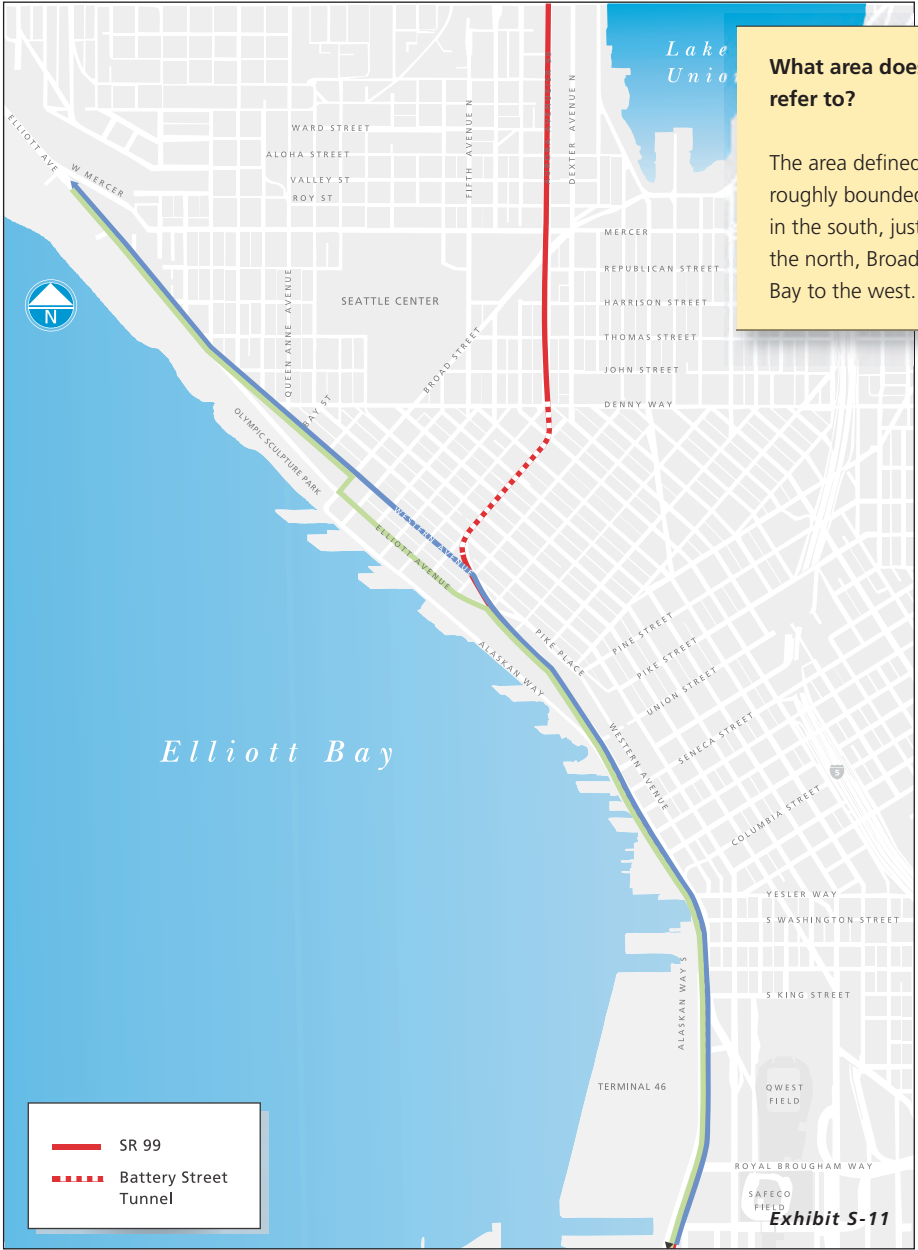 Lake
Union
What area does
refer to?
The area defined
roughly bounded
in the south, just
the north, Broad
Bay to the west.
ELLIOTT AVE
W MERCER
WARD STREET
ALOHA STREET
VALLEY ST
ROY ST
FIFTH AVENUE N
DEXTER AVENUE N
MERCER
REPUBLICAN STREET
HARRISON STREET
THOMAS STREET
JOHN STREET
DENNY WAY
N
SEATTLE CENTER
QUEEN ANNE AVENUE
BROAD STREET
BAY ST
OLYMPIC SCULPTURE PARK
WESTERN AVENUE
ELLIOTT AVENUE
ALASKAN WAY
PIKE PLACE
PINE STREET
PIKE STREET
UNION STREET
SENECA STREET
WESTERN AVENUE
5
COLUMBIA STREET
Elliott Bay
YESLER WAY
S WASHINGTON STREET
S KING STREET
ALASKAN WAY S
TERMINAL 46
QWEST
FIELD
ROYAL BROUGHAM WAY
SAFECO
FIELD
Exhibit S-11
SR 99
Battery Street
Tunnel